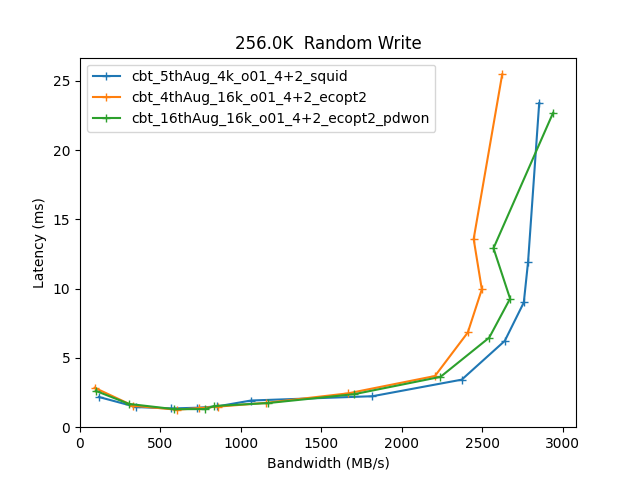 256.0K  Random Write
cbt_5thAug_4k_o01_4+2_squid
cbt_4thAug_16k_o01_4+2_ecopt2
cbt_16thAug_16k_o01_4+2_ecopt2_pdwon
25
20
15
10
5
0
Latency (ms)
0 500 1000 1500 2000 2500 3000
Bandwidth (MB/s)